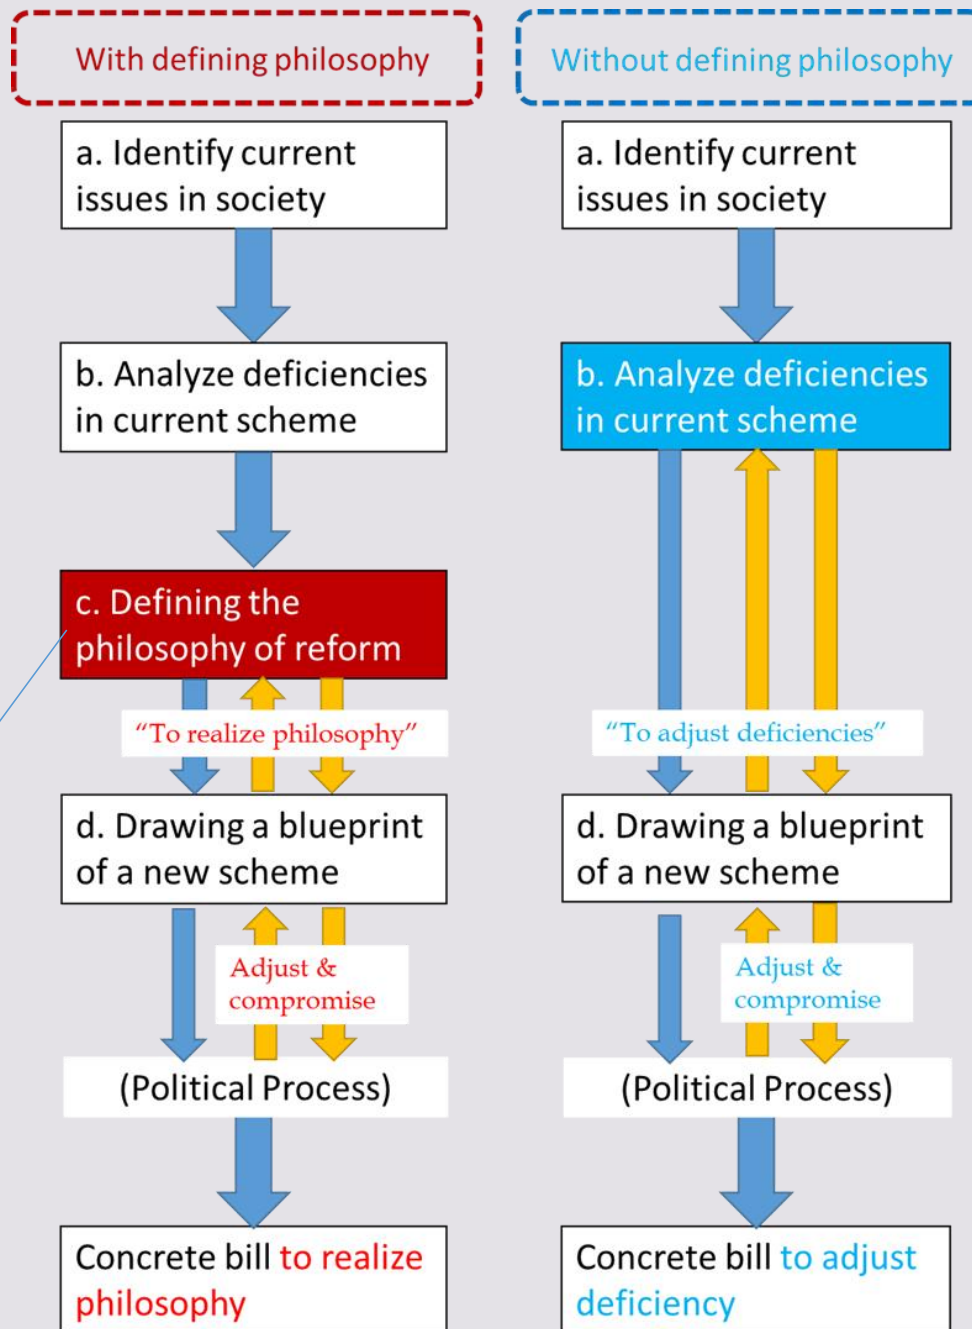 With defining philosophy
a. Identify current
issues in society
b. Analyze deficiencies
in current scheme
c. Defining the
philosophy of reform
“To realize philosophy”
d. Drawing a blueprint
of a new scheme
Adjust &
compromise
(Political Process)
Concrete bill to realize
philosophy
Without defining philosophy
a. Identify current
issues in society
b. Analyze deficiencies
in current scheme
“To adjust deficiencies”
d. Drawing a blueprint
of a new scheme
Adjust &
compromise
(Political Process)
Concrete bill to adjust
deficiency